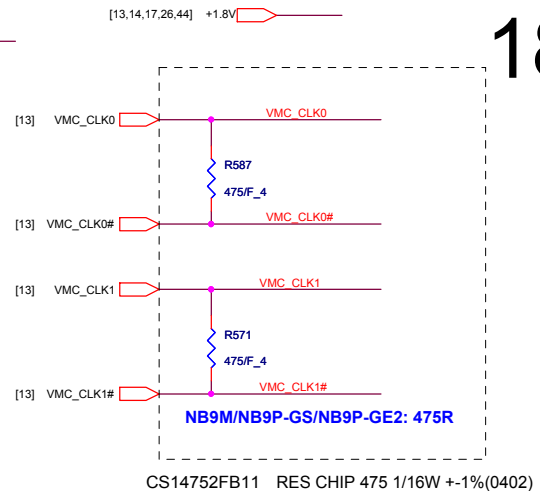 [13,14,17,26,44] +1.8V
18
[13] VMC_CLK0 VMC_CLK0
R587
475/F_4
[13] VMC_CLK0# VMC_CLK0#
[13] VMC_CLK1 VMC_CLK1
R571
475/F_4
[13] VMC_CLK1# VMC_CLK1#
NB9M/NB9P-GS/NB9P-GE2: 475R
CS14752FB11 RES CHIP 475 1/16W +-1%(0402)